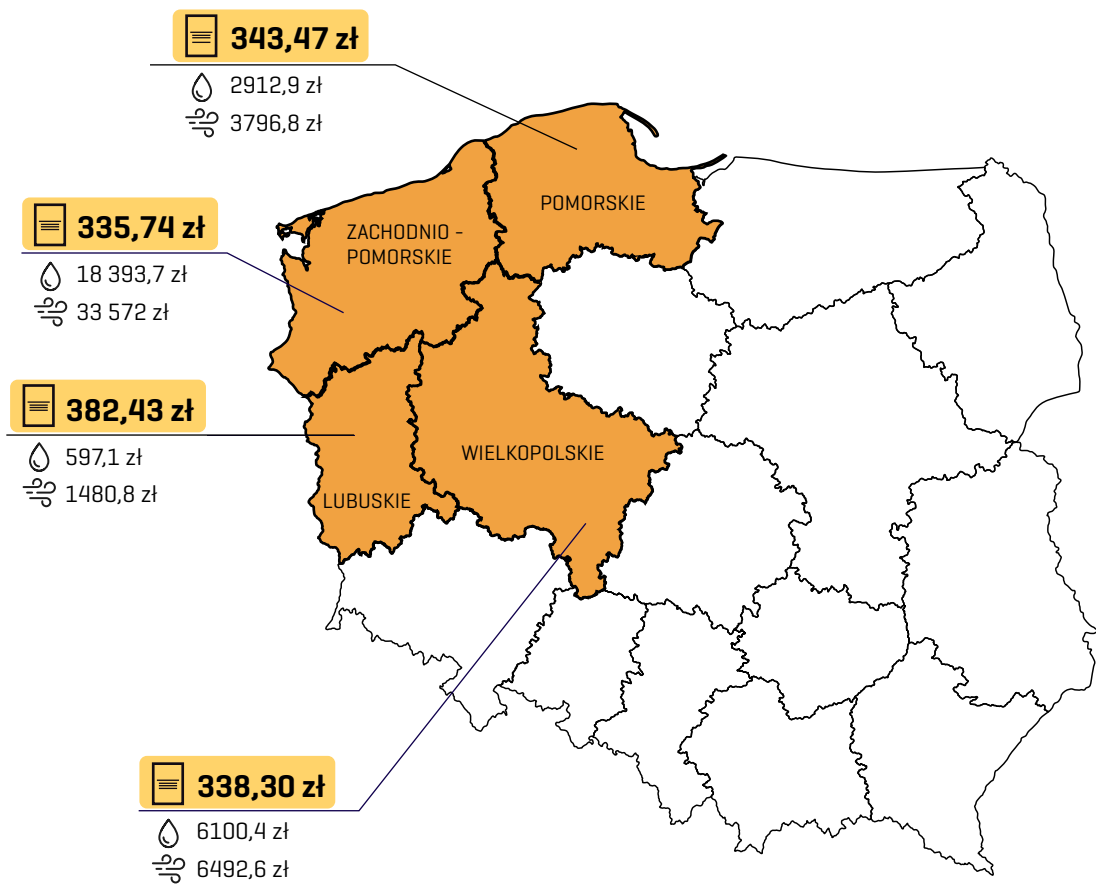 343,47 zł
2912,9 zł
3796,8 zł
POMORSKIE
335,74 zł
18 393,7 zł
33 572 zł
ZACHODNIO -
POMORSKIE
382,43 zł
597,1 zł
1480,8 zł
WIELKOPOLSKIE
LUBUSKIE
338,30 zł
6100,4 zł
6492,6 zł